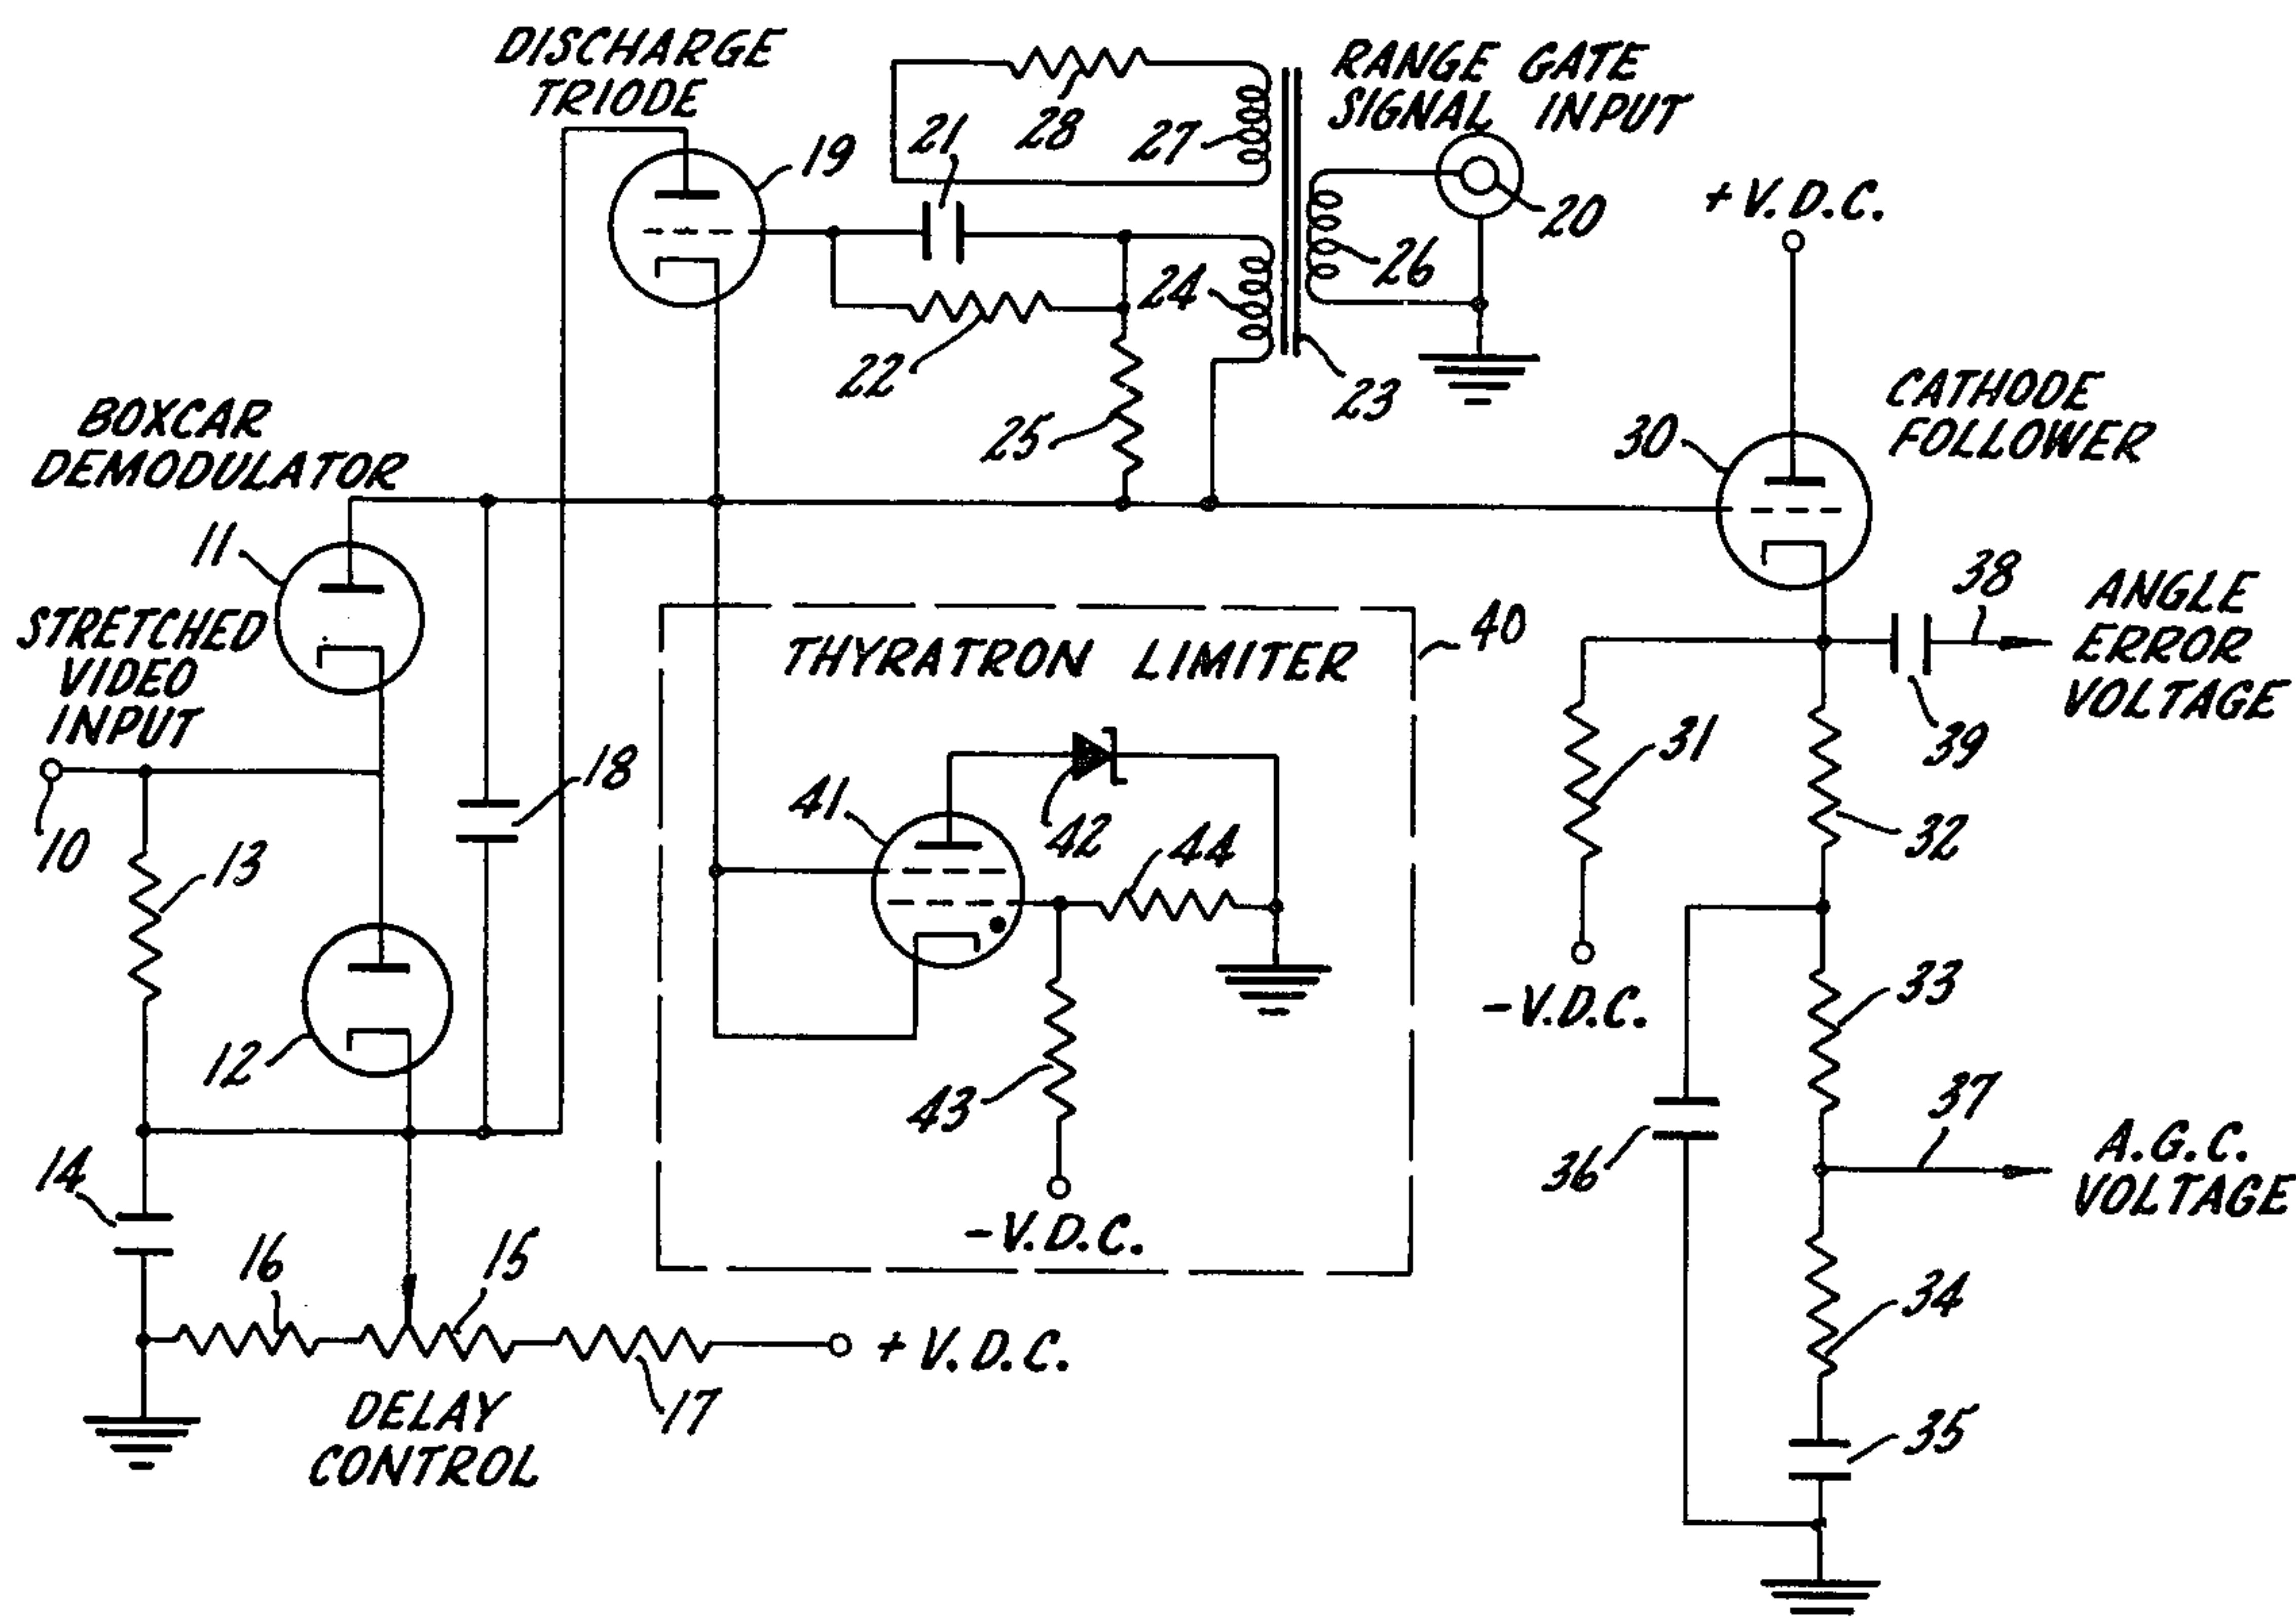 DISCHARGE
TRIODE
19
21
28
27
RANGE GATE
SIGNAL INPUT
20
26
24
22
25
23
+ V.D.C.
CATHODE
FOLLOWER
30
BOXCAR
DEMODULATOR
11
STRETCHED
VIDEO
INPUT
10
13
18
12
14
16
15
17
+ V.D.C.
DELAY
CONTROL
THYRATRON LIMITER
40
41
42
44
43
-V.D.C.
38
ANGLE
ERROR
VOLTAGE
39
31
32
-V.D.C.
33
37
A.G.C.
VOLTAGE
36
34
35